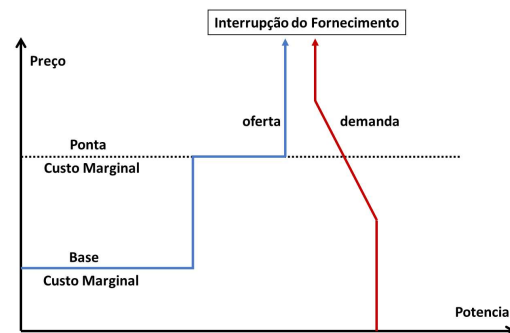 Interrupção do Fornecimento
Preço
oferta
demanda
Ponta
Custo Marginal
Base
Custo Marginal
Potencia